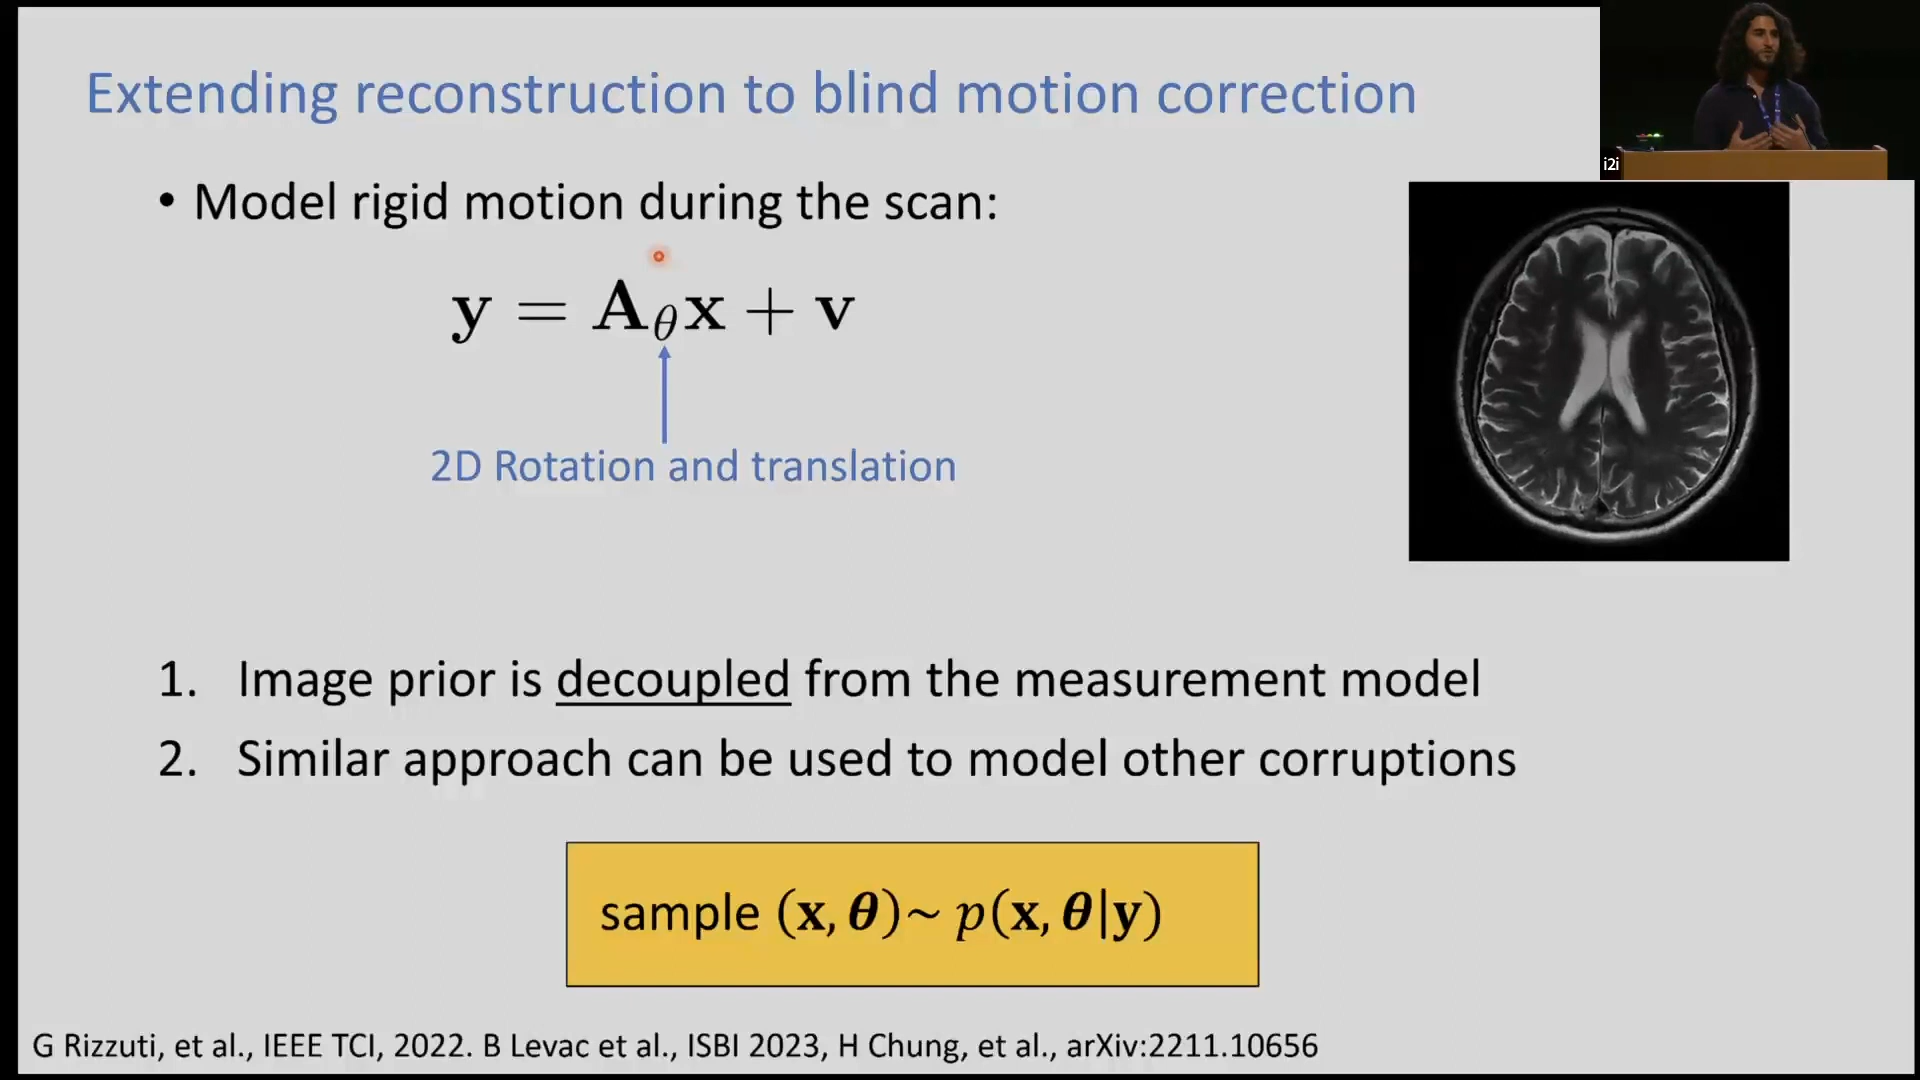 Extending reconstruction to blind motion correction
i2i
• Model rigid motion during the scan:
y = A_θ x + v
2D Rotation and translation
1. Image prior is decoupled from the measurement model
2. Similar approach can be used to model other corruptions
sample (x, θ)~ p(x, θ|y)
G Rizzuti, et al., IEEE TCI, 2022. B Levac et al., ISBI 2023, H Chung, et al., arXiv:2211.10656